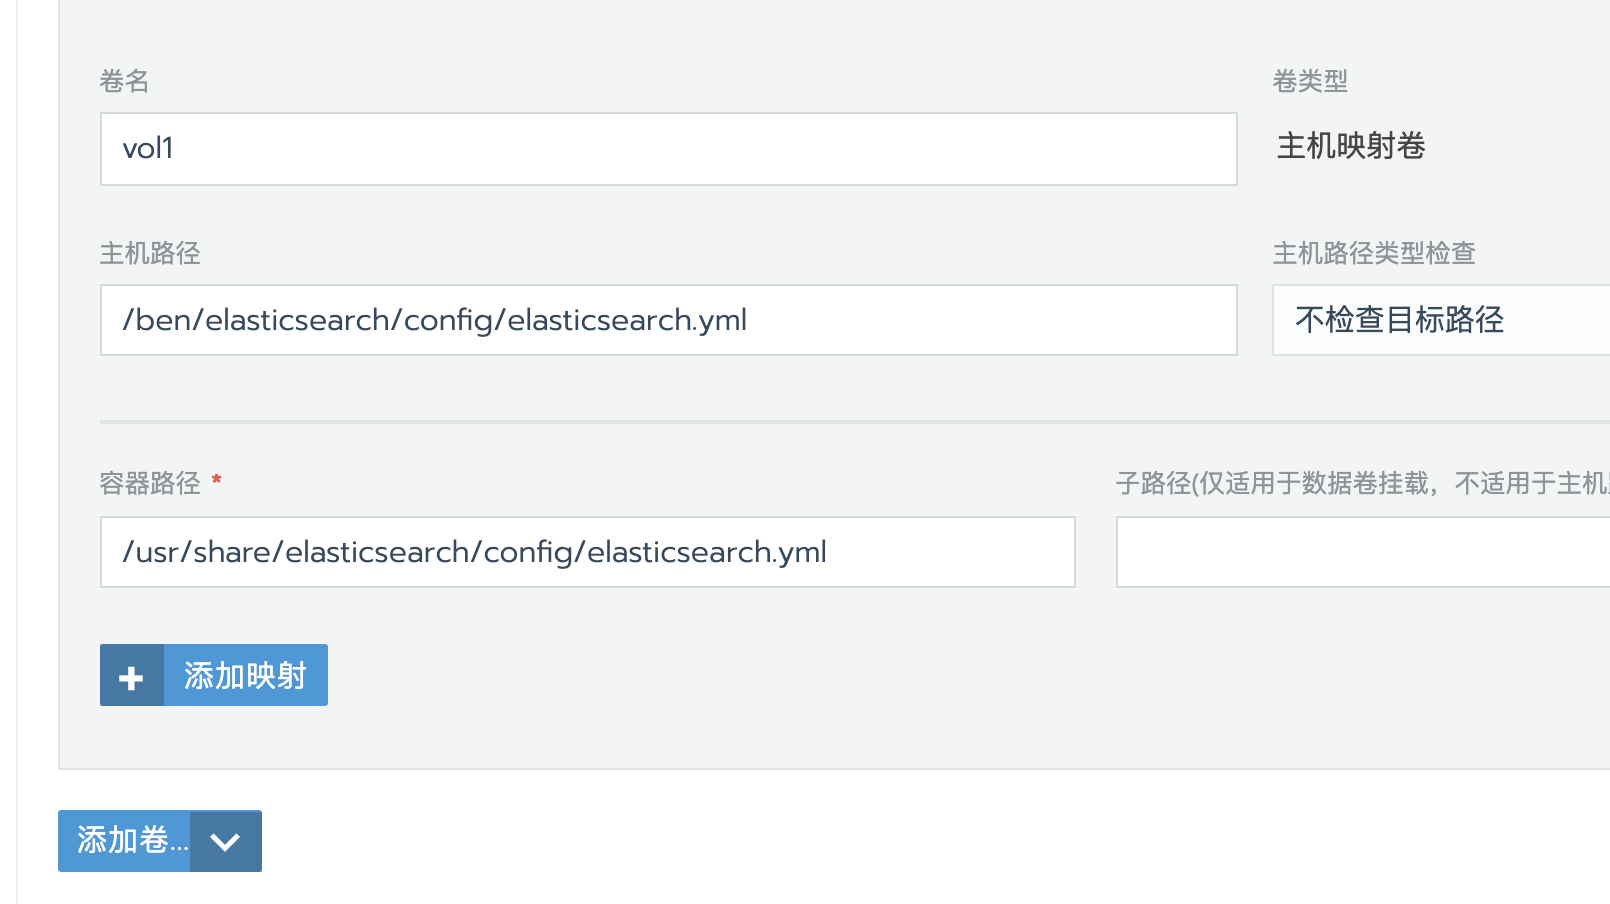 卷名
卷类型
vol1
主机映射卷
主机路径
主机路径类型检查
/ben/elasticsearch/config/elasticsearch.yml
不检查目标路径
容器路径 *
子路径(仅适用于数据卷挂载，不适用于主机
/usr/share/elasticsearch/config/elasticsearch.yml
添加映射
添加卷...